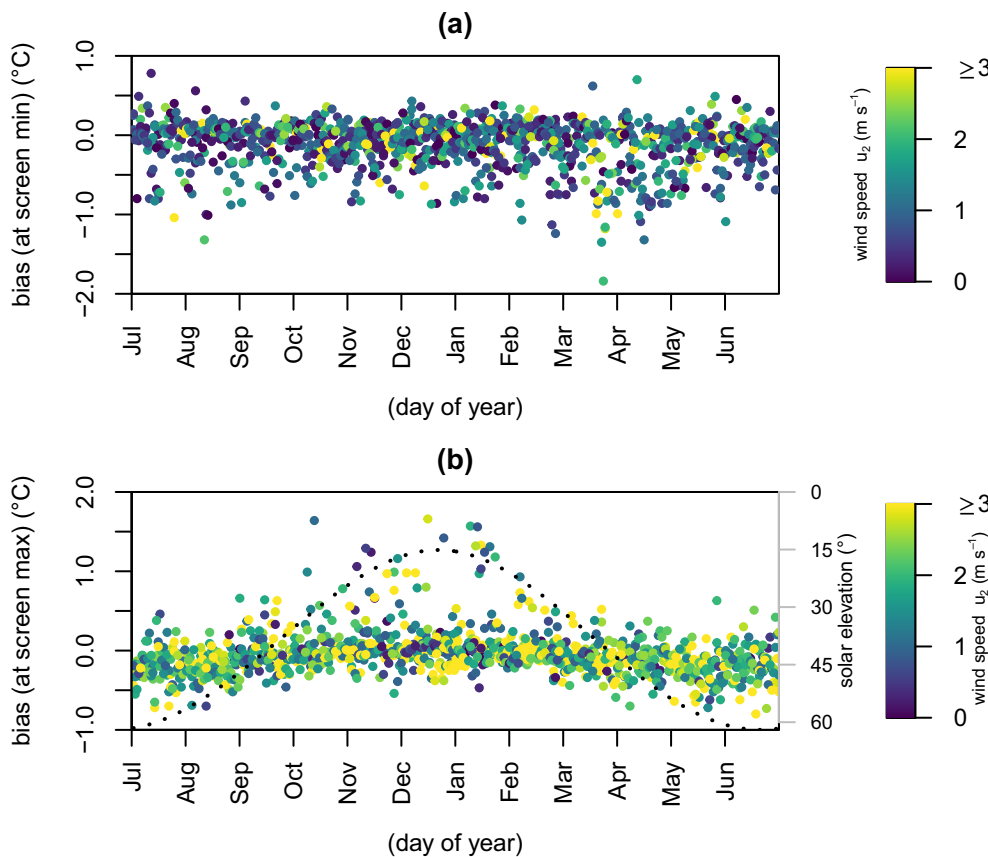 (a)
bias (at screen min) (°C)
1.0
0.0
−1.0
−2.0
Jul
Aug
Sep
Oct
Nov
Dec
Jan
Feb
Mar
Apr
May
Jun
(day of year)
wind speed u₂ (m s⁻¹)
≥3
2
1
0
(b)
bias (at screen max) (°C)
2.0
1.0
0.0
−1.0
Jul
Aug
Sep
Oct
Nov
Dec
Jan
Feb
Mar
Apr
May
Jun
(day of year)
0
15
30
45
60
solar elevation (°)
wind speed u₂ (m s⁻¹)
≥3
2
1
0